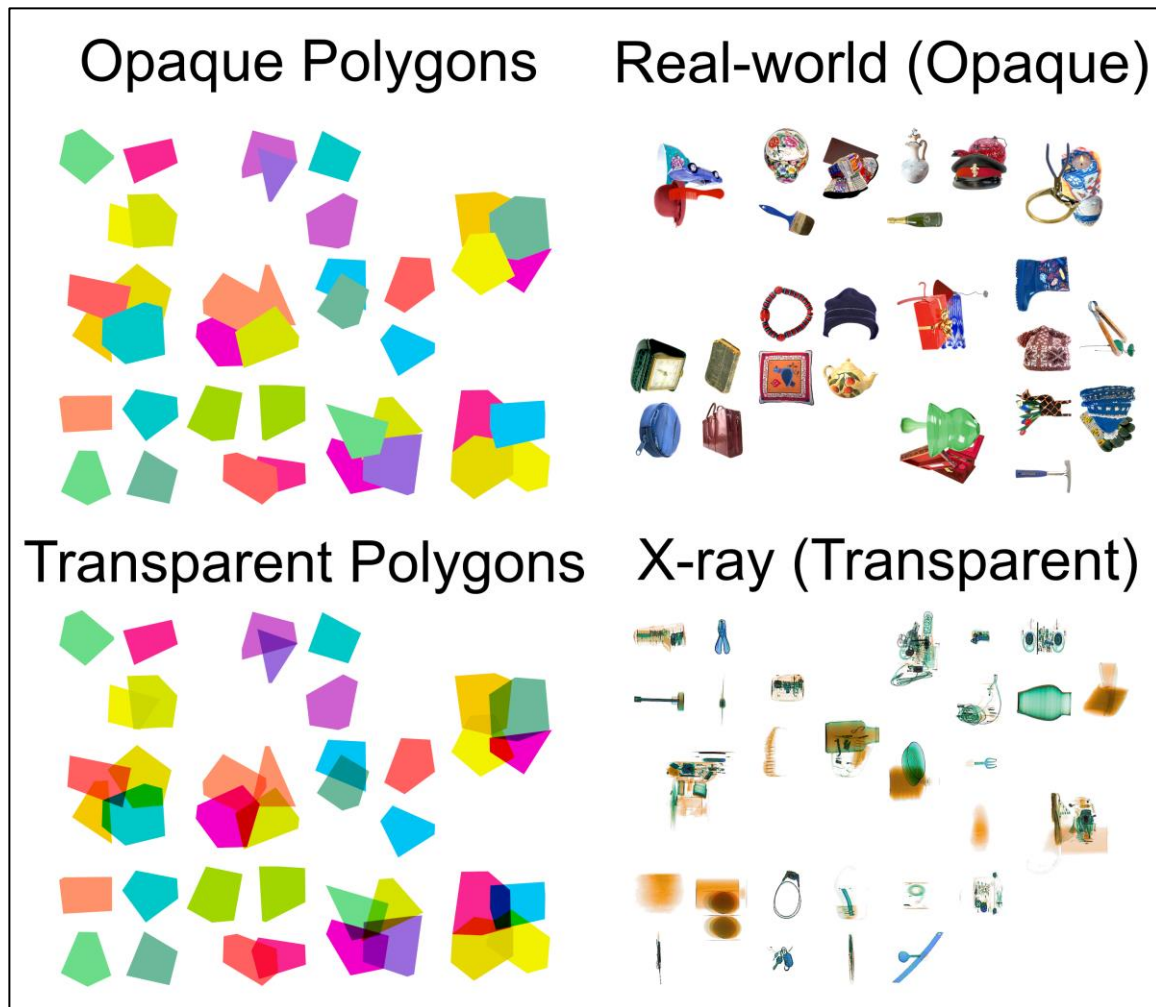 Opaque Polygons
Real-world (Opaque)
Transparent Polygons
X-ray (Transparent)